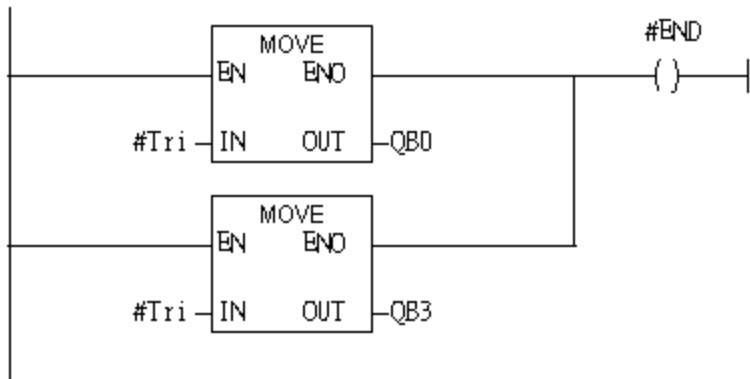 #END
MOVE
EN ENO
#Tri IN OUT QB0
MOVE
EN ENO
#Tri IN OUT QB3